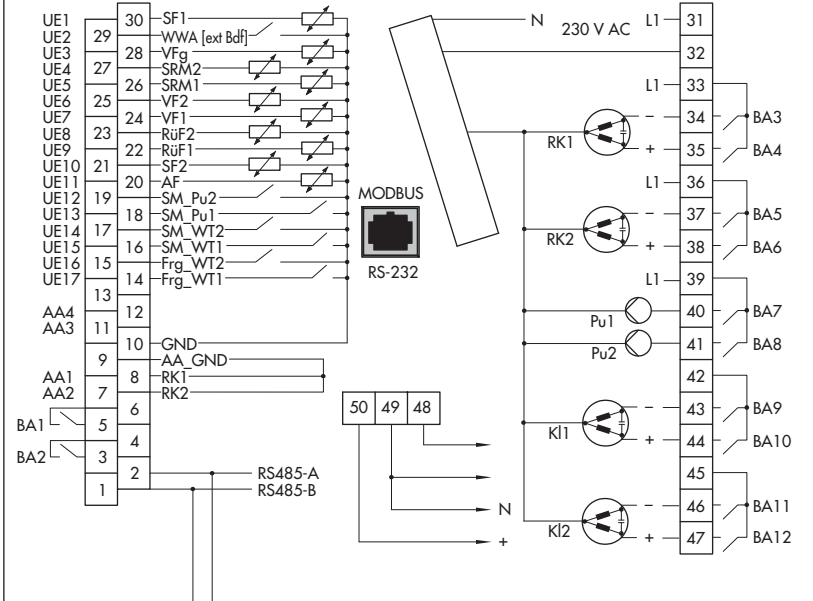 UE1 30 SF1
UE2 29 WWA [ext Bdf]
UE3 28 VFg
UE4 27 SRM2
UE5 26 SRM1
UE6 25 VF2
UE7 24 VF1
UE8 23 RüF2
UE9 22 RüF1
UE10 21 SF2
UE11 20 AF
UE12 19 SM_Pu2
UE13 18 SM_Pu1
UE14 17 SM_WT2
UE15 16 SM_WT1
UE16 15 Frg_WT2
UE17 14 Frg_WT1
13
AA4 12
AA3 11
10 GND
9 AA_GND
AA1 8 RK1
AA2 7 RK2
6
BA1 5
4
BA2 3
2 RS485-A
1 RS485-B
MODBUS
RS-232
50 49 48
N
+
N 230 V AC L1 31
32
L1 33
RK1 − 34 BA3
+ 35 BA4
L1 36
RK2 − 37 BA5
+ 38 BA6
L1 39
Pu1 40 BA7
Pu2 41 BA8
42
Kl1 − 43 BA9
+ 44 BA10
45
Kl2 − 46 BA11
+ 47 BA12